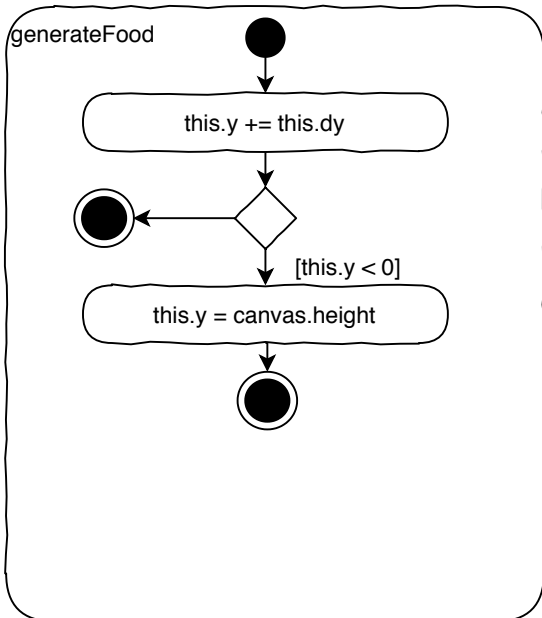 generateFood
this.y += this.dy
[this.y < 0]
this.y = canvas.height